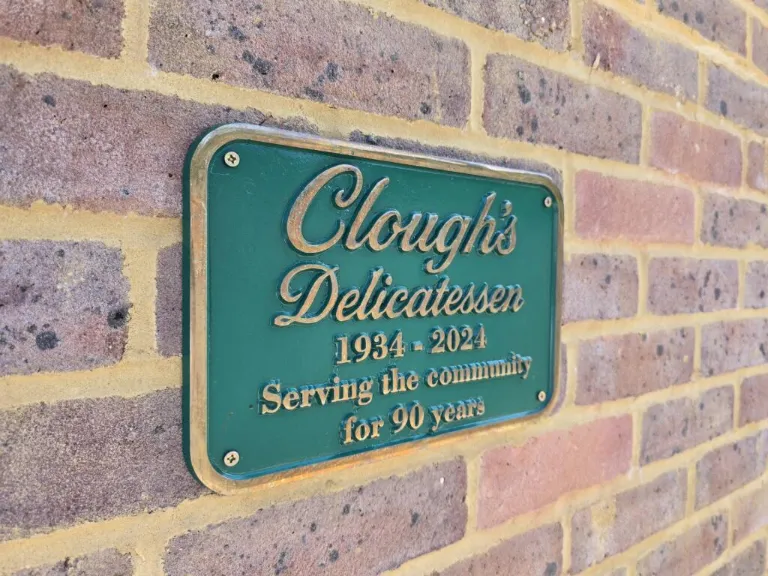 Clough's
Delicatessen
1934 - 2024
Serving the community
for 90 years